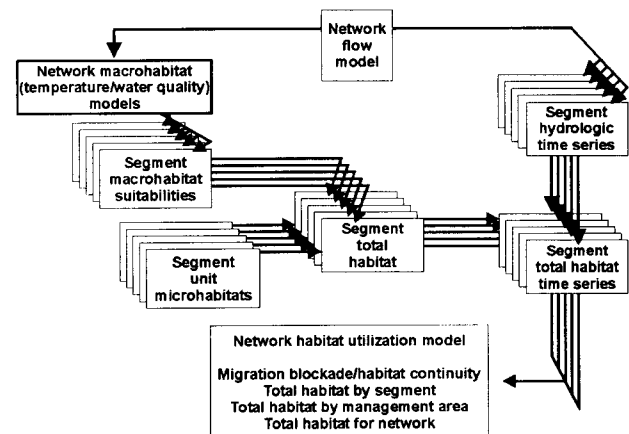 Network
flow
model
Network macrohabitat
(temperature/water quality)
models
Segment
hydrologic
time series
Segment
macrohabitat
suitabilities
Segment
total
habitat
Segment
unit
microhabitats
Segment
total habitat
time series
Network habitat utilization model
Migration blockade/habitat continuity
Total habitat by segment
Total habitat by management area
Total habitat for network